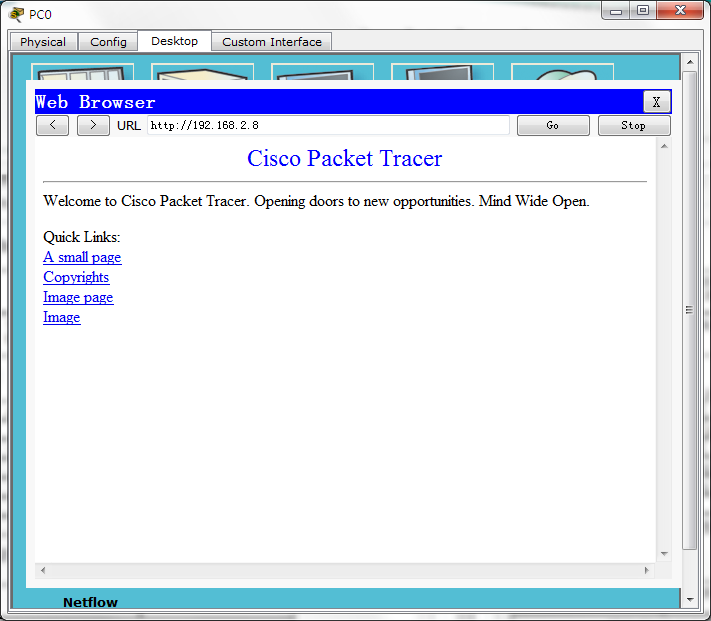 PC0
Physical Config Desktop Custom Interface
Web Browser X
< > URL http://192.168.2.8 Go Stop
Cisco Packet Tracer
Welcome to Cisco Packet Tracer. Opening doors to new opportunities. Mind Wide Open.
Quick Links:
A small page
Copyrights
Image page
Image
Netflow